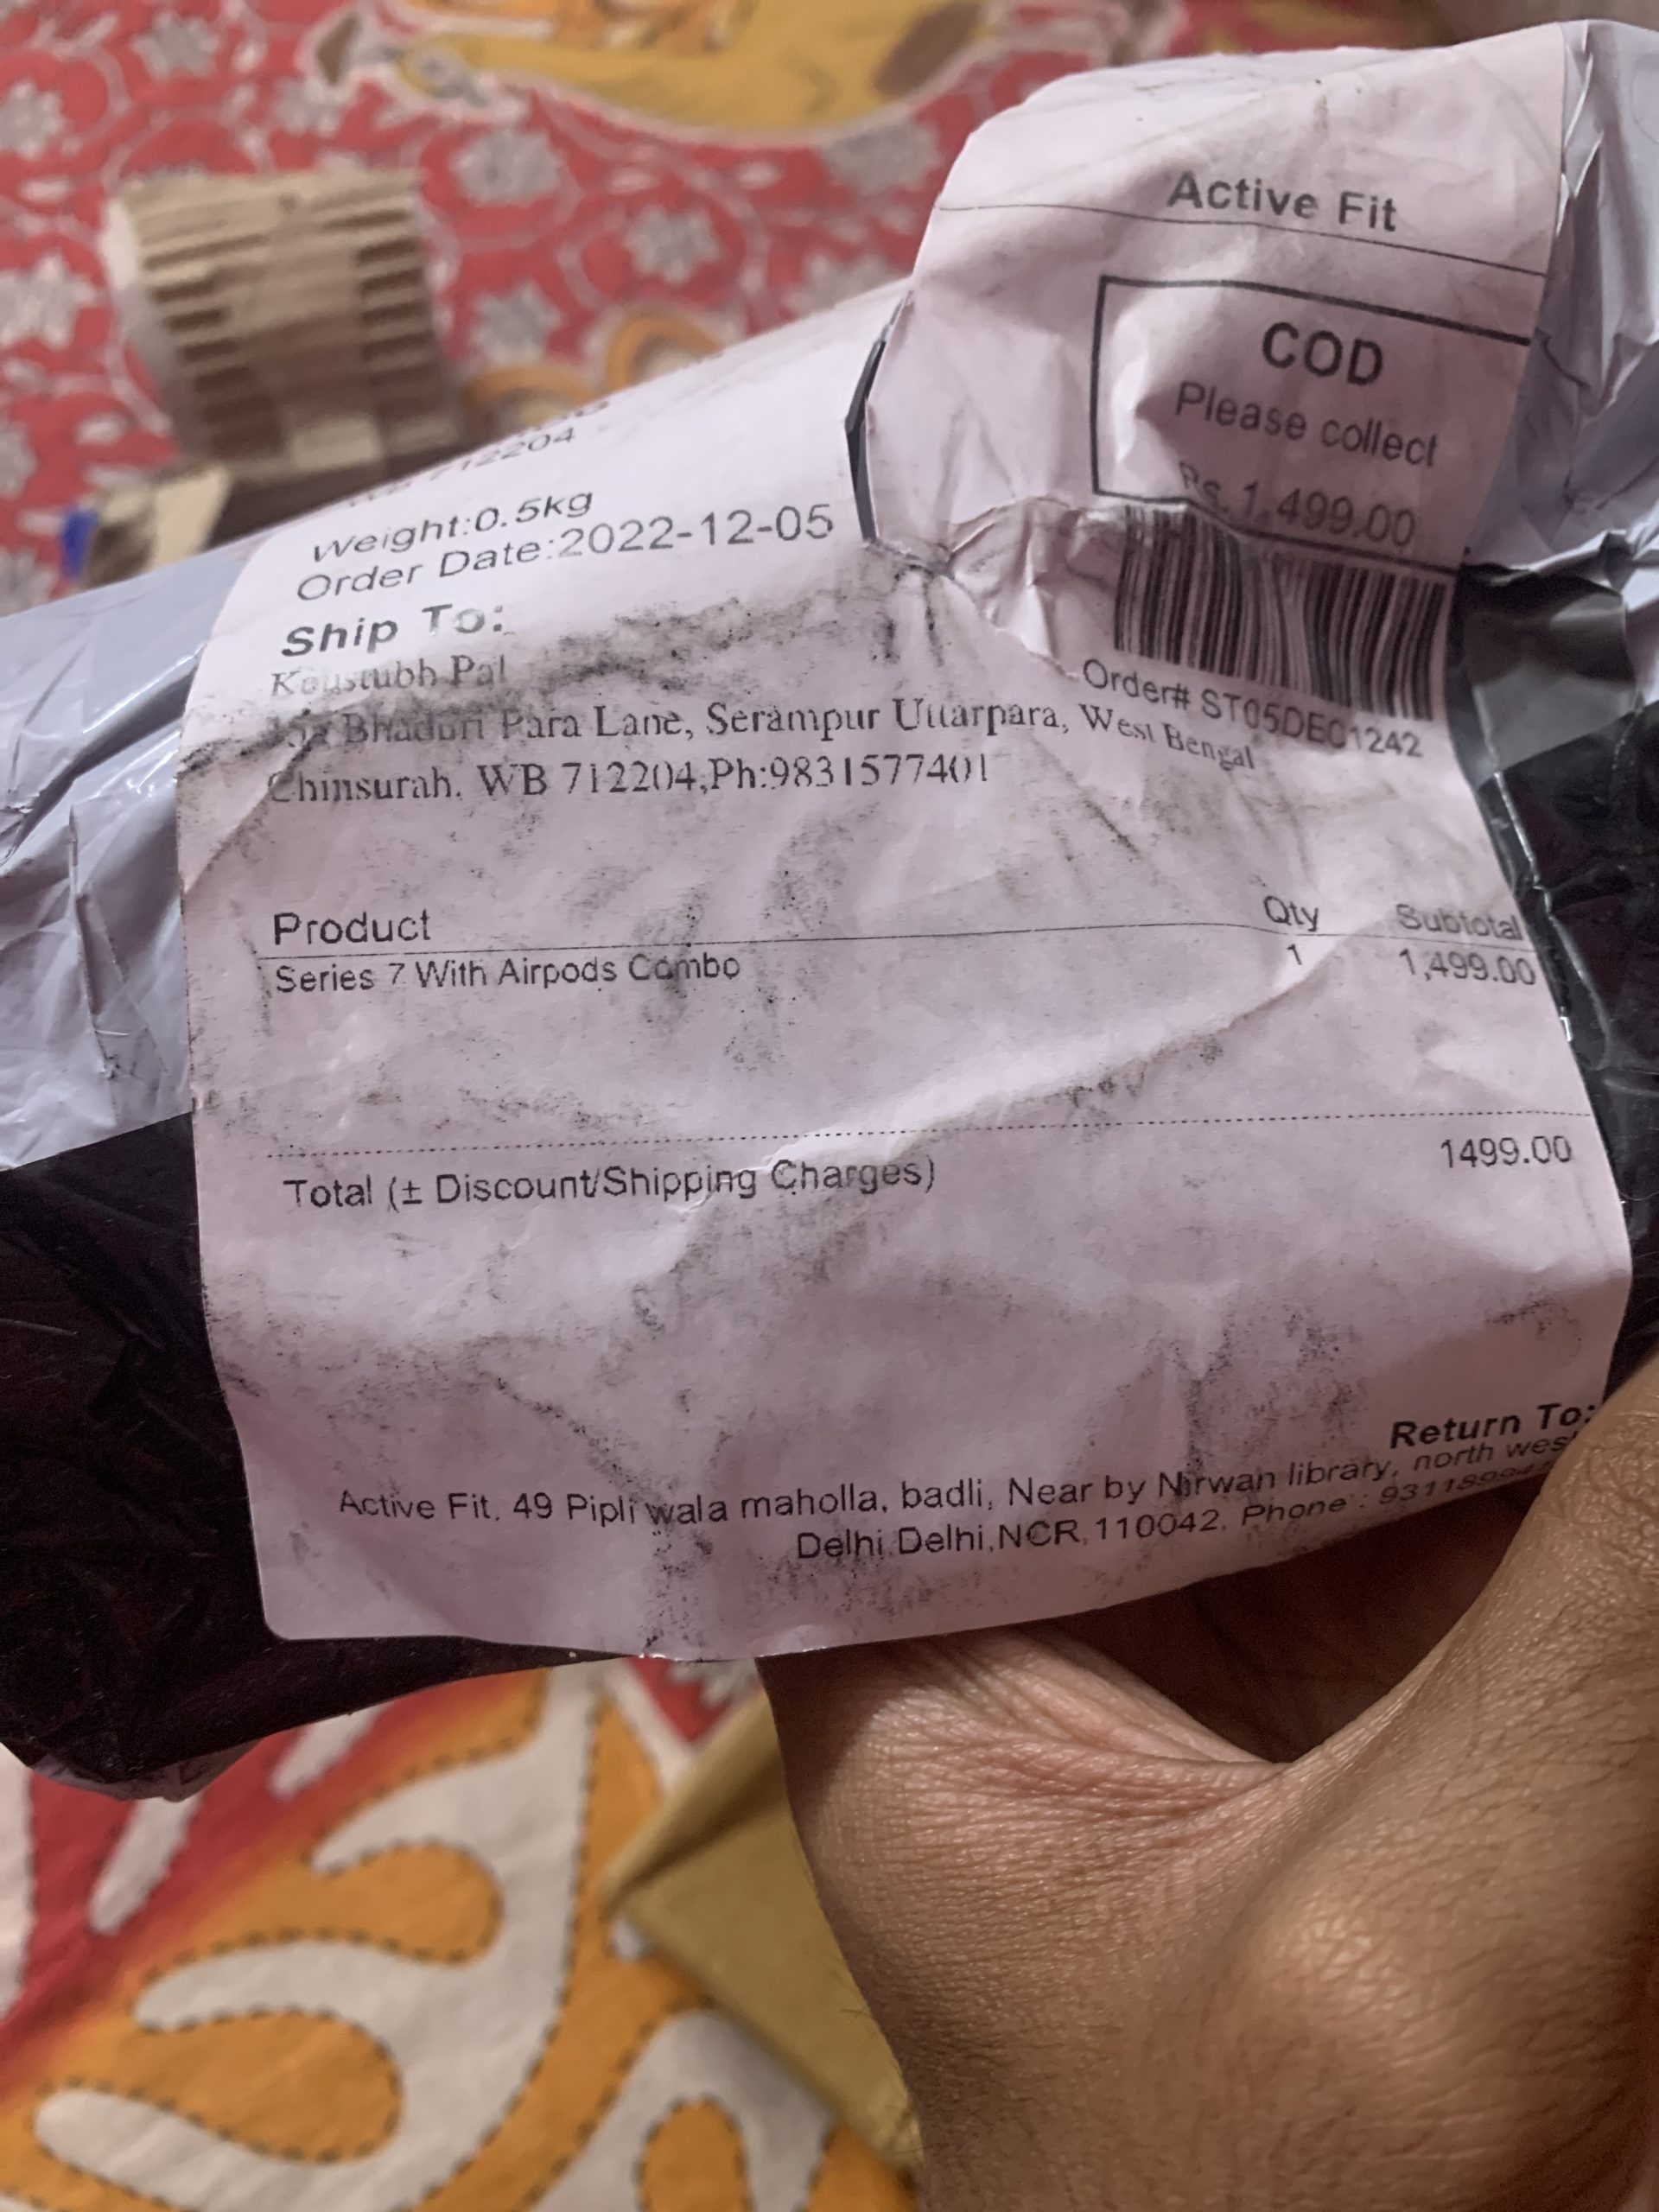 Active Fit
COD
Please collect
Rs. 1,499.00
712204
Weight:0.5kg
Order Date:2022-12-05
Order# ST05DEC1242
Ship To:
Koustubh Pal
Bhaduri Para Lane, Serampur Uttarpara, West Bengal
Chinsurah, WB 712204,Ph:9831577401
Product Qty Subtotal
Series 7 With Airpods Combo 1 1,499.00
Total (± Discount/Shipping Charges) 1499.00
Return To:
Active Fit, 49 Pipli wala maholla, badli, Near by Nirwan library, north west
Delhi,Delhi,NCR,110042, Phone :